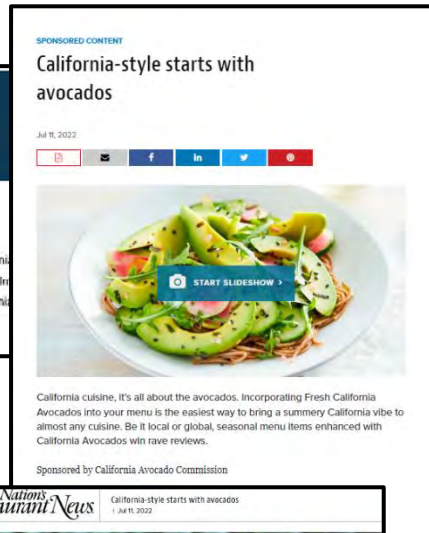 SPONSORED CONTENT
California-style starts with
avocados
Jul 11, 2022
f
in
START SLIDESHOW >
California cuisine, it's all about the avocados. Incorporating Fresh California
Avocados into your menu is the easiest way to bring a summery California vibe to
almost any cuisine. Be it local or global, seasonal menu items enhanced with
California Avocados win rave reviews.
Sponsored by California Avocado Commission
Nation's
News
California-style starts with avocados
| Jul 11, 2022